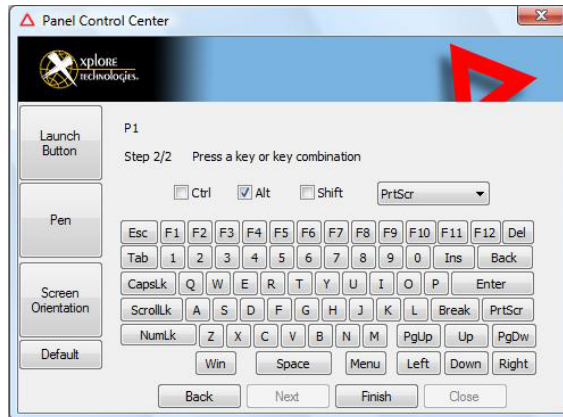 Panel Control Center
xplore
technologies.
Launch
Button
Pen
Screen
Orientation
Default
P1
Step 2/2 Press a key or key combination
Ctrl Alt Shift PrtScr
Esc F1 F2 F3 F4 F5 F6 F7 F8 F9 F10 F11 F12 Del
Tab 1 2 3 4 5 6 7 8 9 0 Ins Back
CapsLk Q W E R T Y U I O P Enter
ScrollLk A S D F G H J K L Break PrtScr
NumLk Z X C V B N M PgUp Up PgDw
Win Space Menu Left Down Right
Back Next Finish Close